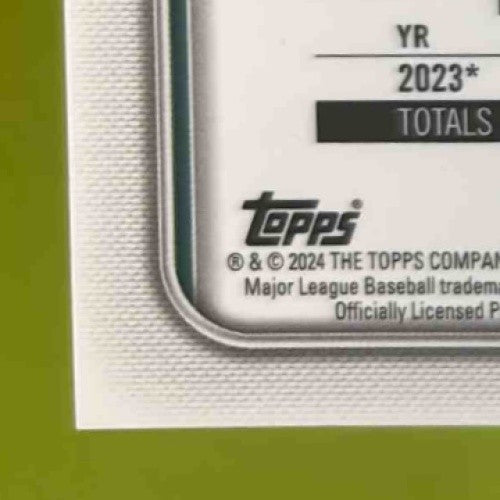 YR
2023*
TOTALS
Topps®
® & © 2024 THE TOPPS COMPAN
Major League Baseball tradema
Officially Licensed P